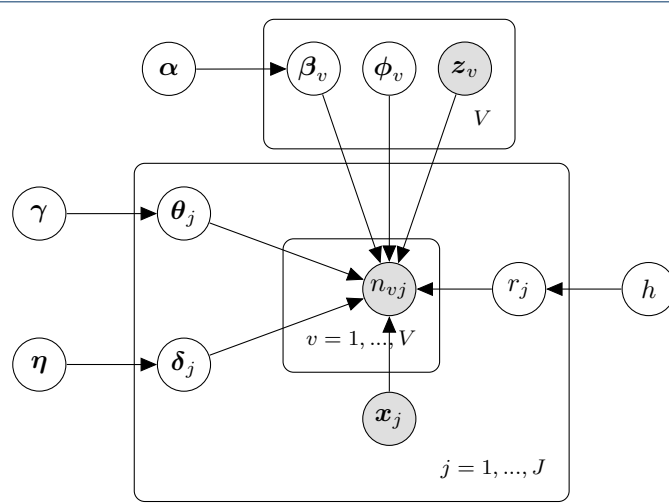 α β_v ϕ_v z_v
V
γ θ_j
n_vj r_j h
v = 1, ..., V
η δ_j
x_j
j = 1, ..., J